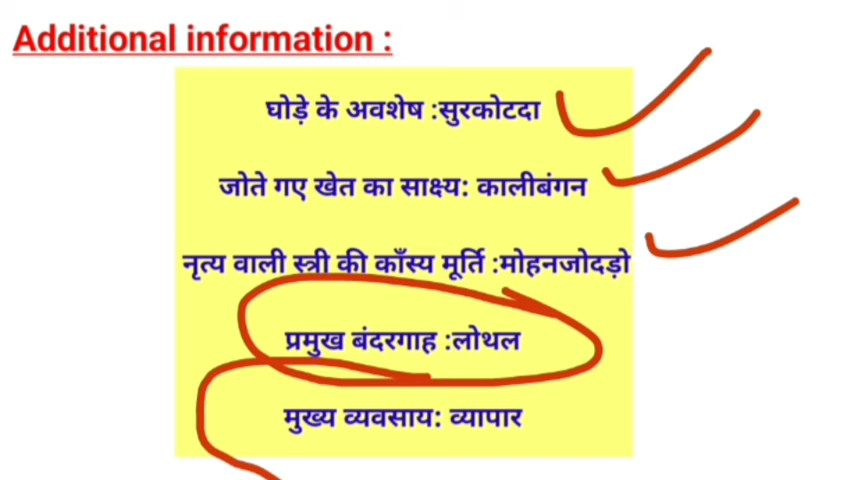 Additional information :
घोड़े के अवशेष :सुरकोटदा
जोते गए खेत का साक्ष्य: कालीबंगन
नृत्य वाली स्त्री की काँस्य मूर्ति :मोहनजोदड़ो
प्रमुख बंदरगाह :लोथल
मुख्य व्यवसाय: व्यापार